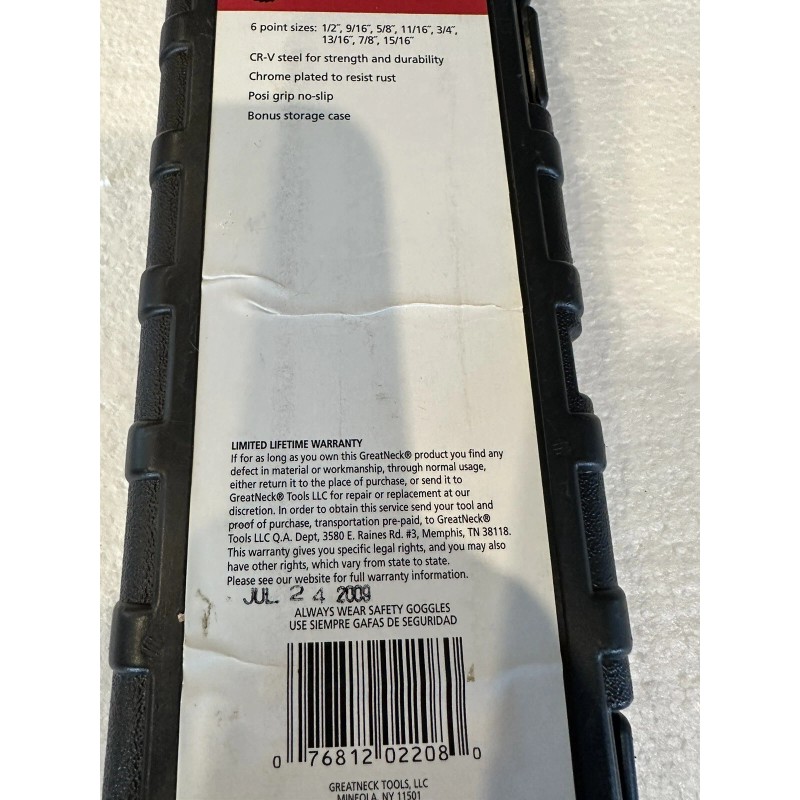 6 point sizes: 1/2″, 9/16″, 5/8″, 11/16″, 3/4″,
13/16″, 7/8″, 15/16″
CR-V steel for strength and durability
Chrome plated to resist rust
Posi grip no-slip
Bonus storage case
LIMITED LIFETIME WARRANTY
If for as long as you own this GreatNeck® product you find any
defect in material or workmanship, through normal usage,
either return it to the place of purchase, or send it to
GreatNeck® Tools LLC for repair or replacement at our
discretion. In order to obtain this service send your tool and
proof of purchase, transportation pre-paid, to GreatNeck®
Tools LLC Q.A. Dept, 3580 E. Raines Rd. #3, Memphis, TN 38118.
This warranty gives you specific legal rights, and you may also
have other rights, which vary from state to state.
Please see our website for full warranty information.
JUL 24 2009
ALWAYS WEAR SAFETY GOGGLES
USE SIEMPRE GAFAS DE SEGURIDAD
0 76812 02208 0
GREATNECK TOOLS, LLC
MINEOLA, NY 11501